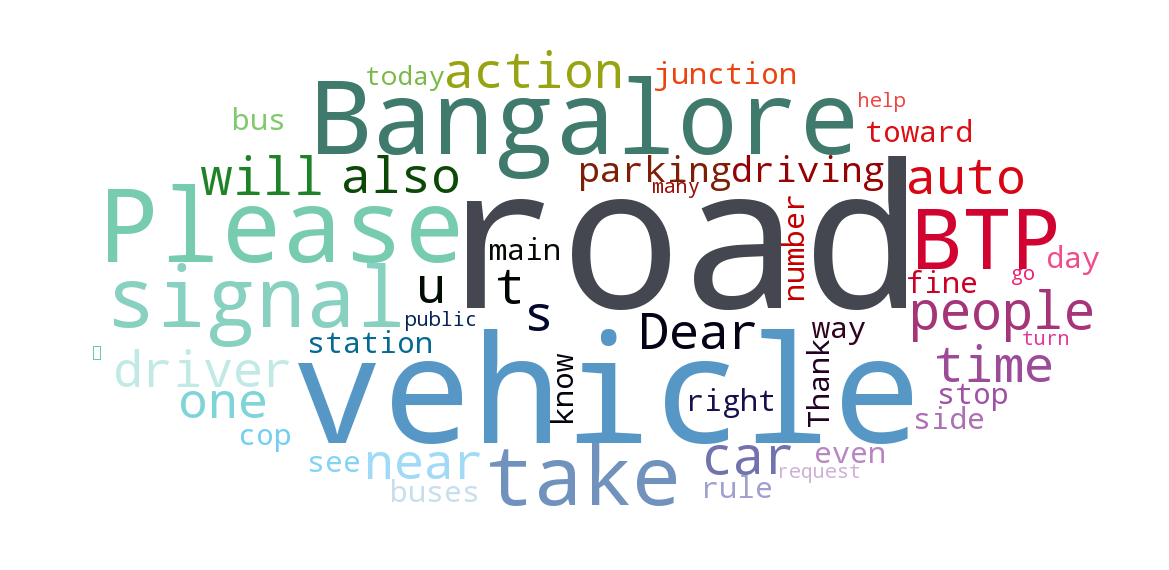 today action junction
bus Bangalore help
toward
will also parking driving auto
many
Please road BTP
number
main day
signal u t s fine go
people
public Dear way
station turn
driver vehicle time
one know right Thank stop
side
cop
see near take car even
request
buses rule